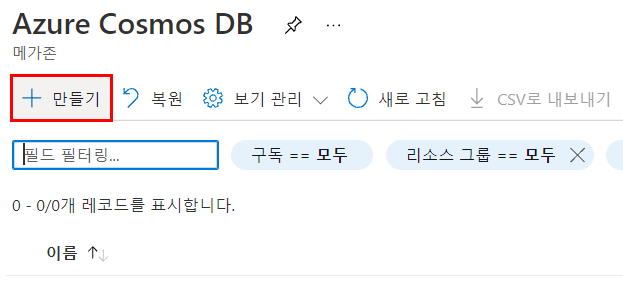 Azure Cosmos DB
메가존
만들기 복원 보기 관리 새로 고침 CSV로 내보내기
필드 필터링... 구독 == 모두 리소스 그룹 == 모두
0 - 0/0개 레코드를 표시합니다.
이름 ↑↓